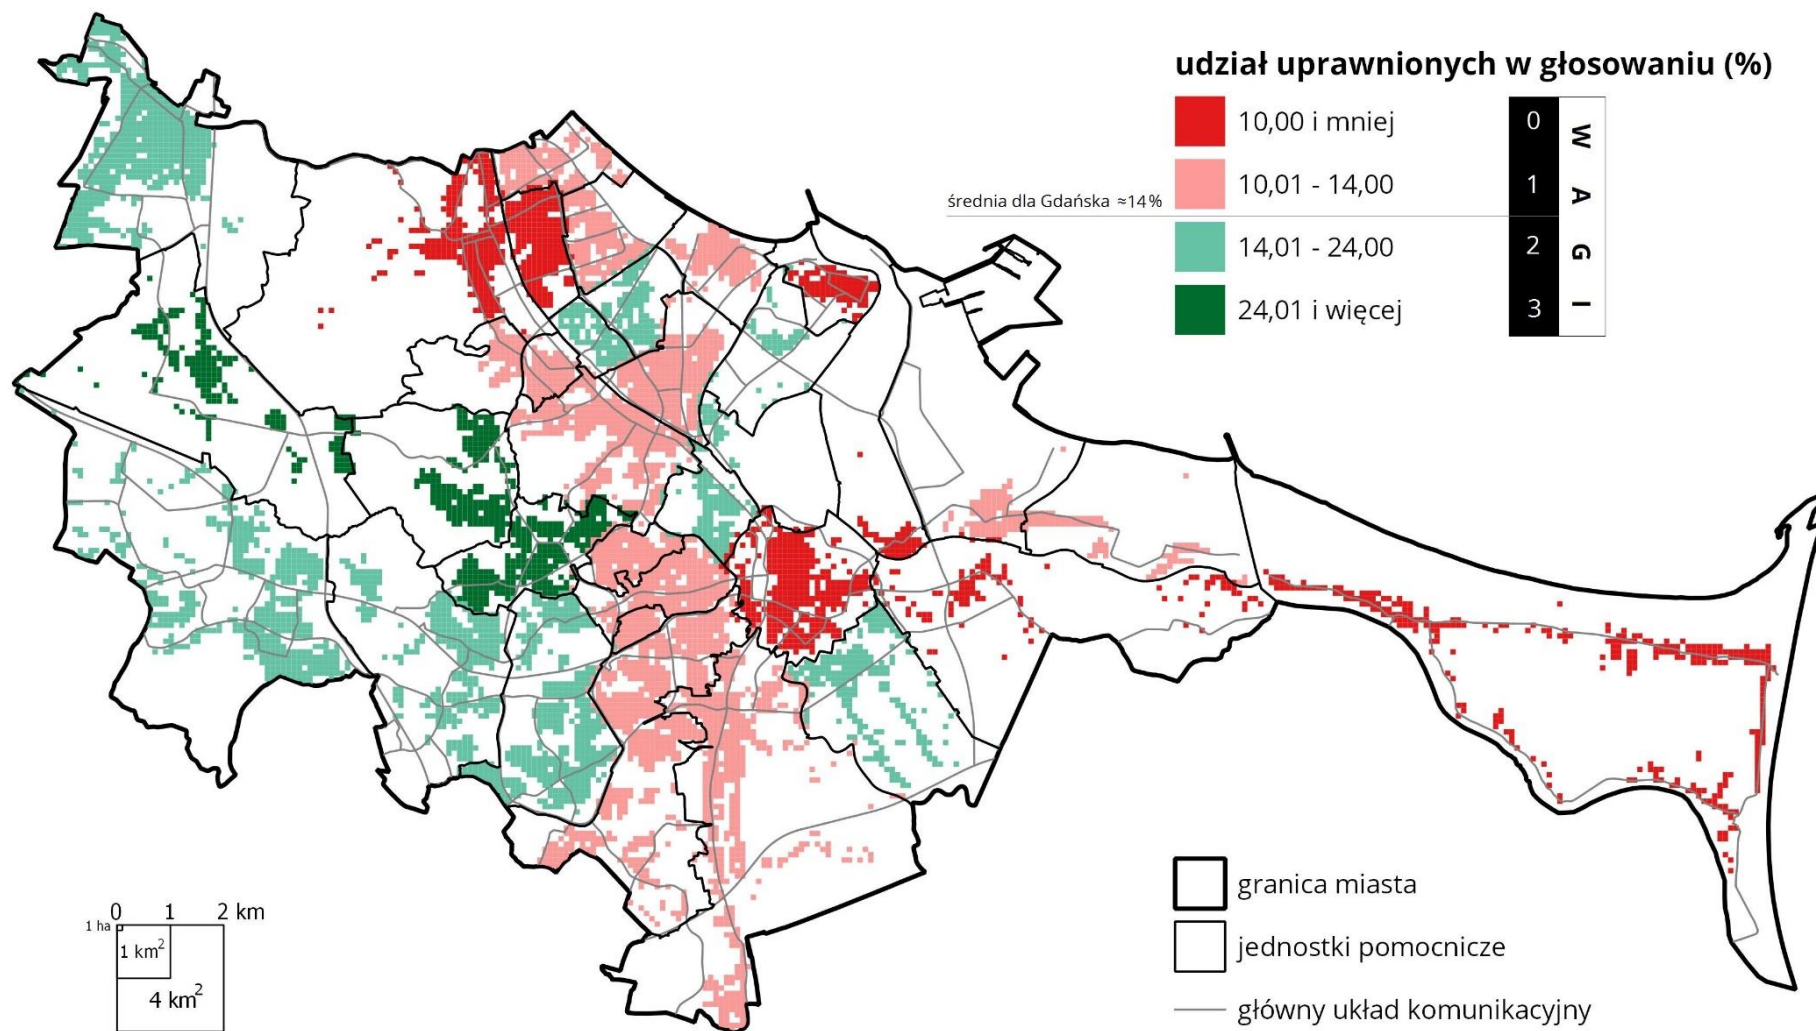 udział uprawnionych w głosowaniu (%)
10,00 i mniej
10,01 - 14,00
średnia dla Gdańska ≈14%
14,01 - 24,00
24,01 i więcej
0
1
2
3
W
A
G
I
granica miasta
jednostki pomocnicze
główny układ komunikacyjny
0 1 2 km
1 ha
1 km²
4 km²